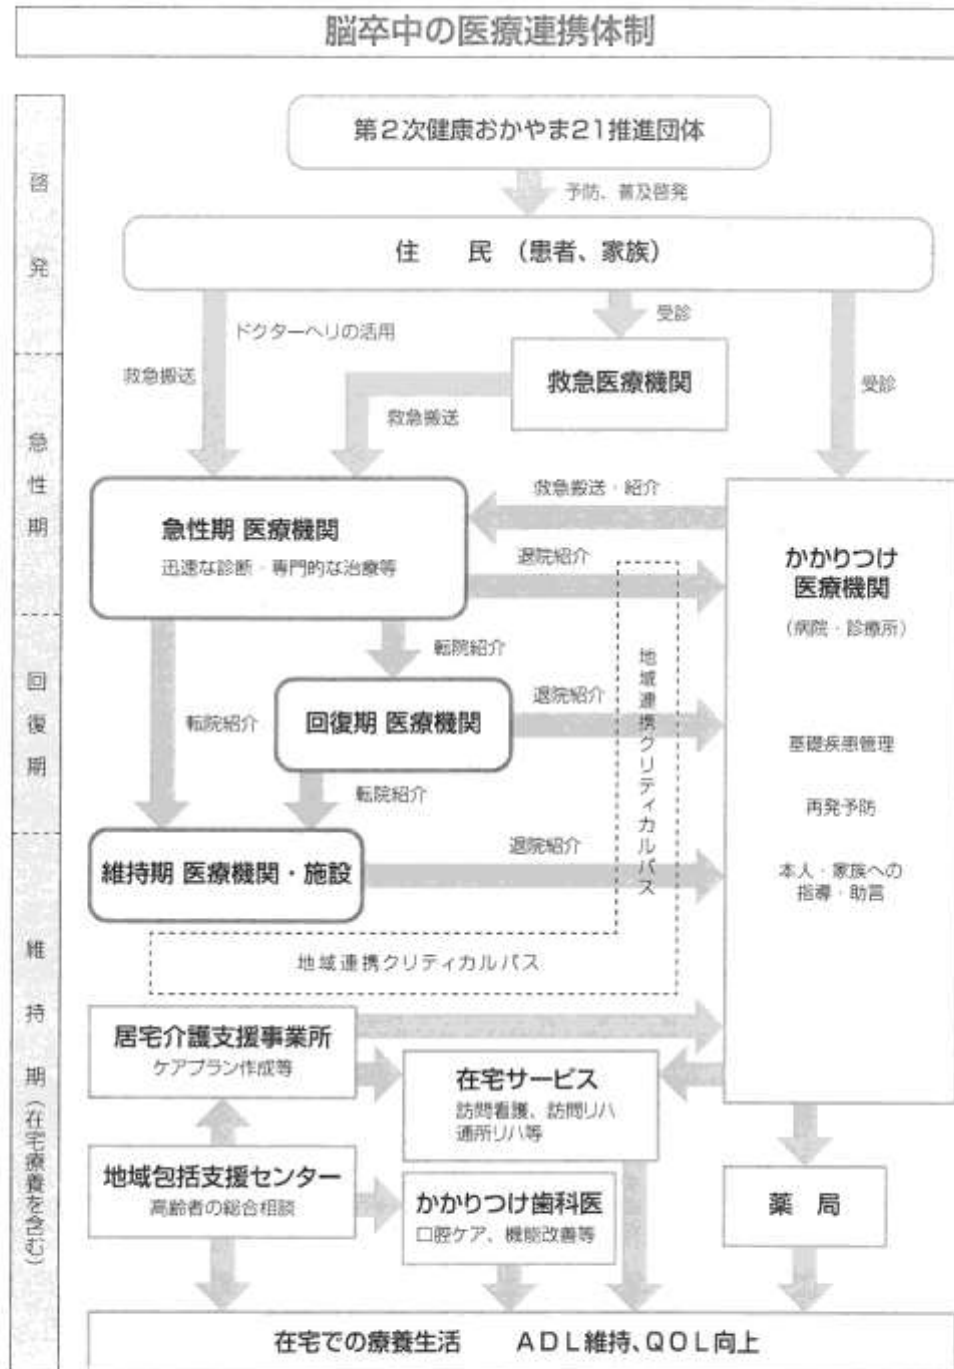 脳卒中の医療連携体制
第2次健康おかやま21推進団体
予防、普及啓発
住　民　（患者、家族）
ドクターヘリの活用
受診
救急搬送
救急医療機関
受診
救急搬送
急性期 医療機関
迅速な診断・専門的な治療等
救急搬送・紹介
退院紹介
かかりつけ
医療機関
（病院・診療所）
基礎疾患管理
再発予防
本人・家族への
指導・助言
転院紹介
転院紹介
回復期 医療機関
退院紹介
転院紹介
維持期 医療機関・施設
退院紹介
地域連携クリティカルパス
地域連携クリティカルパス
居宅介護支援事業所
ケアプラン作成等
在宅サービス
訪問看護、訪問リハ
通所リハ等
地域包括支援センター
高齢者の総合相談
かかりつけ歯科医
口腔ケア、機能改善等
薬　局
在宅での療養生活　ADL維持、QOL向上
啓発
急性期
回復期
維持期（在宅療養を含む）